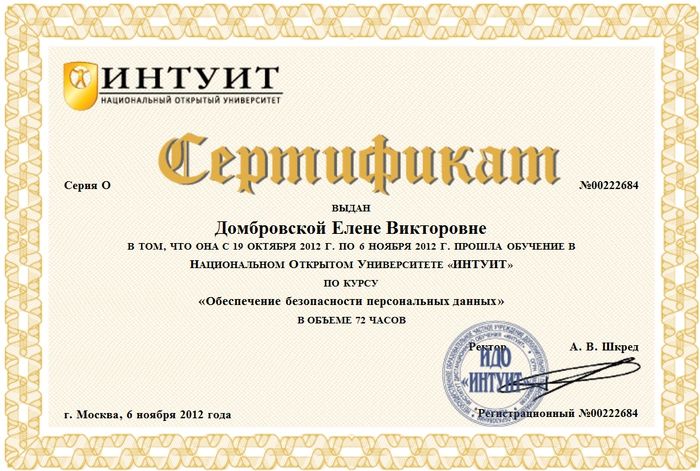 ИНТУИТ
НАЦИОНАЛЬНЫЙ ОТКРЫТЫЙ УНИВЕРСИТЕТ
Сертификат
Серия О №00222684
ВЫДАН
Домбровской Елене Викторовне
В ТОМ, ЧТО ОНА С 19 ОКТЯБРЯ 2012 Г. ПО 6 НОЯБРЯ 2012 Г. ПРОШЛА ОБУЧЕНИЕ В
НАЦИОНАЛЬНОМ ОТКРЫТОМ УНИВЕРСИТЕТЕ «ИНТУИТ»
ПО КУРСУ
«Обеспечение безопасности персональных данных»
В ОБЪЕМЕ 72 ЧАСОВ
Ректор А. В. Шкред
ИДО
«ИНТУИТ»
г. Москва, 6 ноября 2012 года Регистрационный №00222684